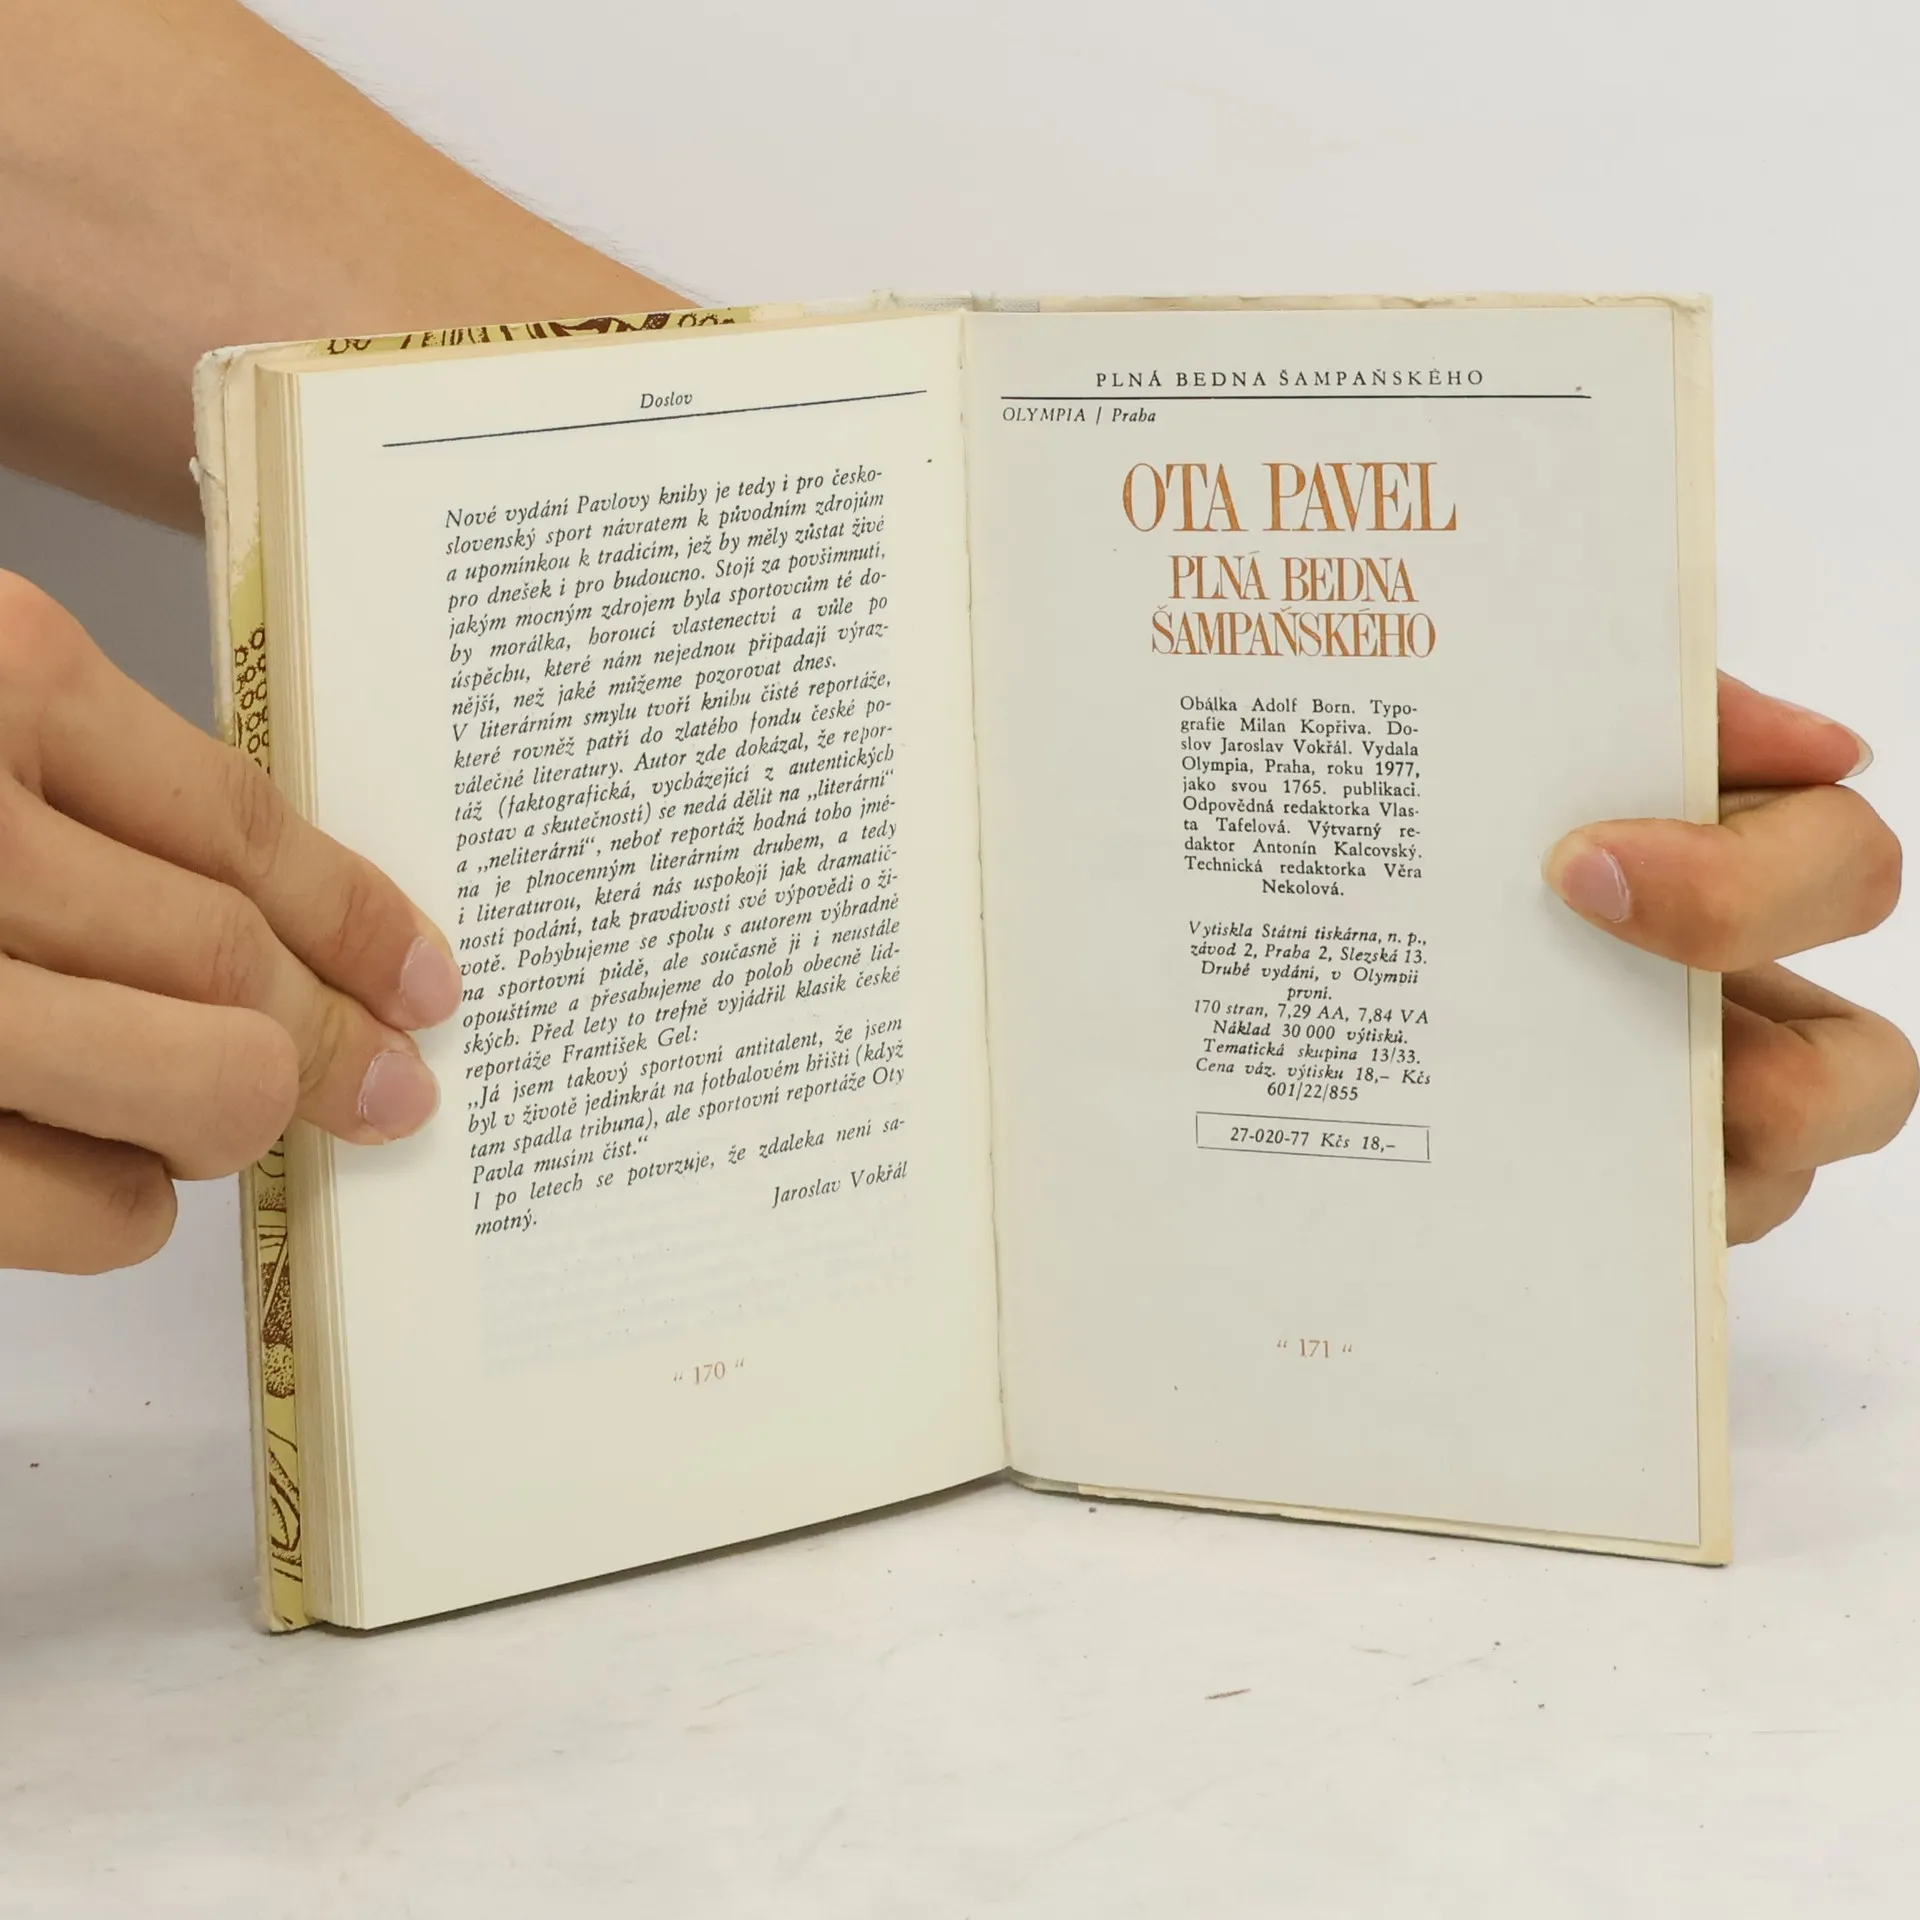 Doslov
Nové vydání Pavlovy knihy je tedy i pro česko-
slovenský sport návratem k původním zdrojům
a upomínkou k tradicím, jež by měly zůstat živé
pro dnešek i pro budoucno. Stojí za povšimnutí,
jakým mocným zdrojem byla sportovcům té do-
by morálka, horoucí vlastenectví a vůle po
úspěchu, které nám nejednou připadají výraz-
nější, než jaké můžeme pozorovat dnes.
V literárním smylu tvoří knihu čisté reportáže,
které rovněž patří do zlatého fondu české po-
válečné literatury. Autor zde dokázal, že repor-
táž (faktografická, vycházející z autentických
postav a skutečností) se nedá dělit na „literární“
a „neliterární“, neboť reportáž hodná toho jmé-
na je plnocenným literárním druhem, a tedy
i literaturou, která nás uspokojí jak dramatič-
ností podání, tak pravdivostí své výpovědi o ži-
votě. Pohybujeme se spolu s autorem výhradně
na sportovní půdě, ale současně ji i neustále
opouštíme a přesahujeme do poloh obecně lid-
ských. Před lety to trefně vyjádřil klasik české
reportáže František Gel:
„Já jsem takový sportovní antitalent, že jsem
byl v životě jedinkrát na fotbalovém hřišti (když
tam spadla tribuna), ale sportovní reportáže Oty
Pavla musím číst.“
I po letech se potvrzuje, že zdaleka není sa-
motný.
Jaroslav Vokřál
“ 170 “
PLNÁ BEDNA ŠAMPAŇSKÉHO
OLYMPIA / Praha
OTA PAVEL
PLNÁ BEDNA
ŠAMPAŇSKÉHO
Obálka Adolf Born. Typo-
grafie Milan Kopřiva. Do-
slov Jaroslav Vokřál. Vydala
Olympia, Praha, roku 1977,
jako svou 1765. publikaci.
Odpovědná redaktorka Vlas-
ta Tafelová. Výtvarný re-
daktor Antonín Kalcovský.
Technická redaktorka Věra
Nekolová.
Vytiskla Státní tiskárna, n. p.,
závod 2, Praha 2, Slezská 13.
Druhé vydání, v Olympii
první.
170 stran, 7,29 AA, 7,84 VA
Náklad 30 000 výtisků.
Tematická skupina 13/33.
Cena váz. výtisku 18,– Kčs
601/22/855
27-020-77 Kčs 18,–
“ 171 “